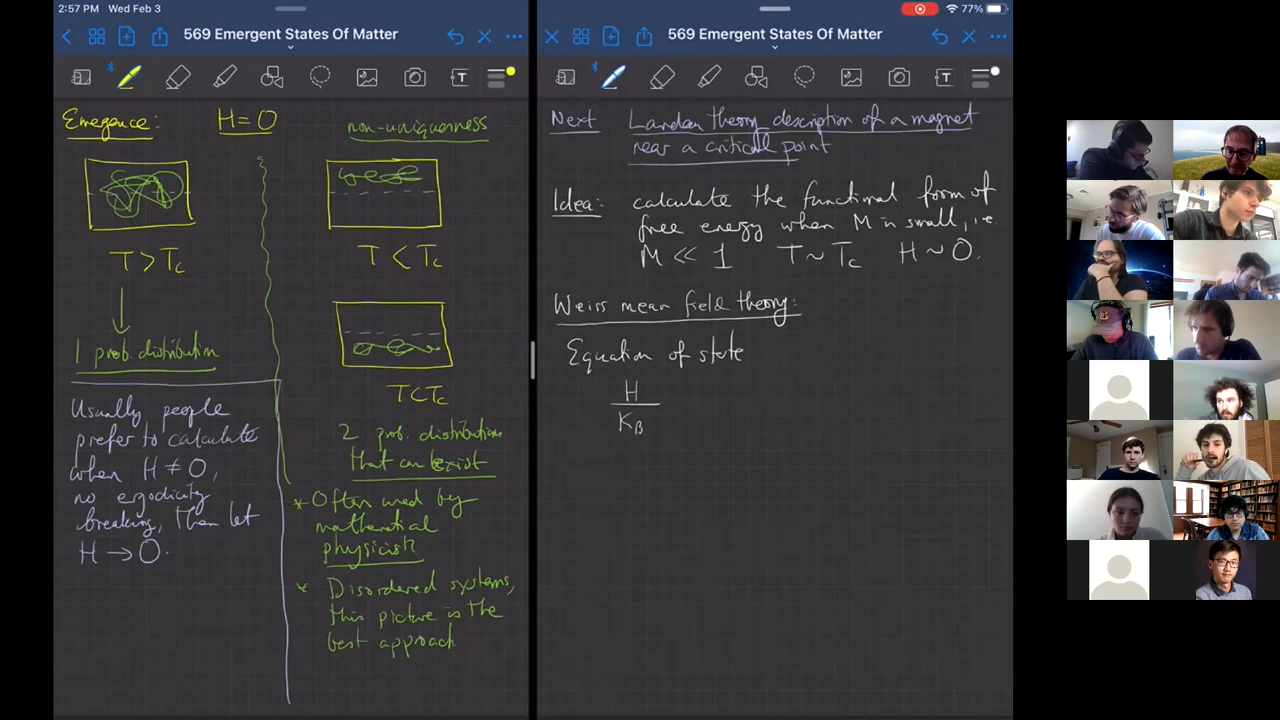 2:57 PM Wed Feb 3
77%
569 Emergent States Of Matter
569 Emergent States Of Matter
Emergence:
H = 0
non-uniqueness
T > Tc
T < Tc
1 prob. distribution
T < Tc
Usually people
prefer to calculate
when H ≠ 0,
no ergodicity
breaking, then let
H → 0.
2 prob. distributions
that can exist
* Often used by
mathematical
physicists
* Disordered systems,
this picture is the
best approach
Next Landau theory description of a magnet
near a critical point
Idea: calculate the functional form of
free energy when M is small, i.e.
M << 1 T ~ Tc H ~ 0.
Weiss mean field theory:
Equation of state
H
KB